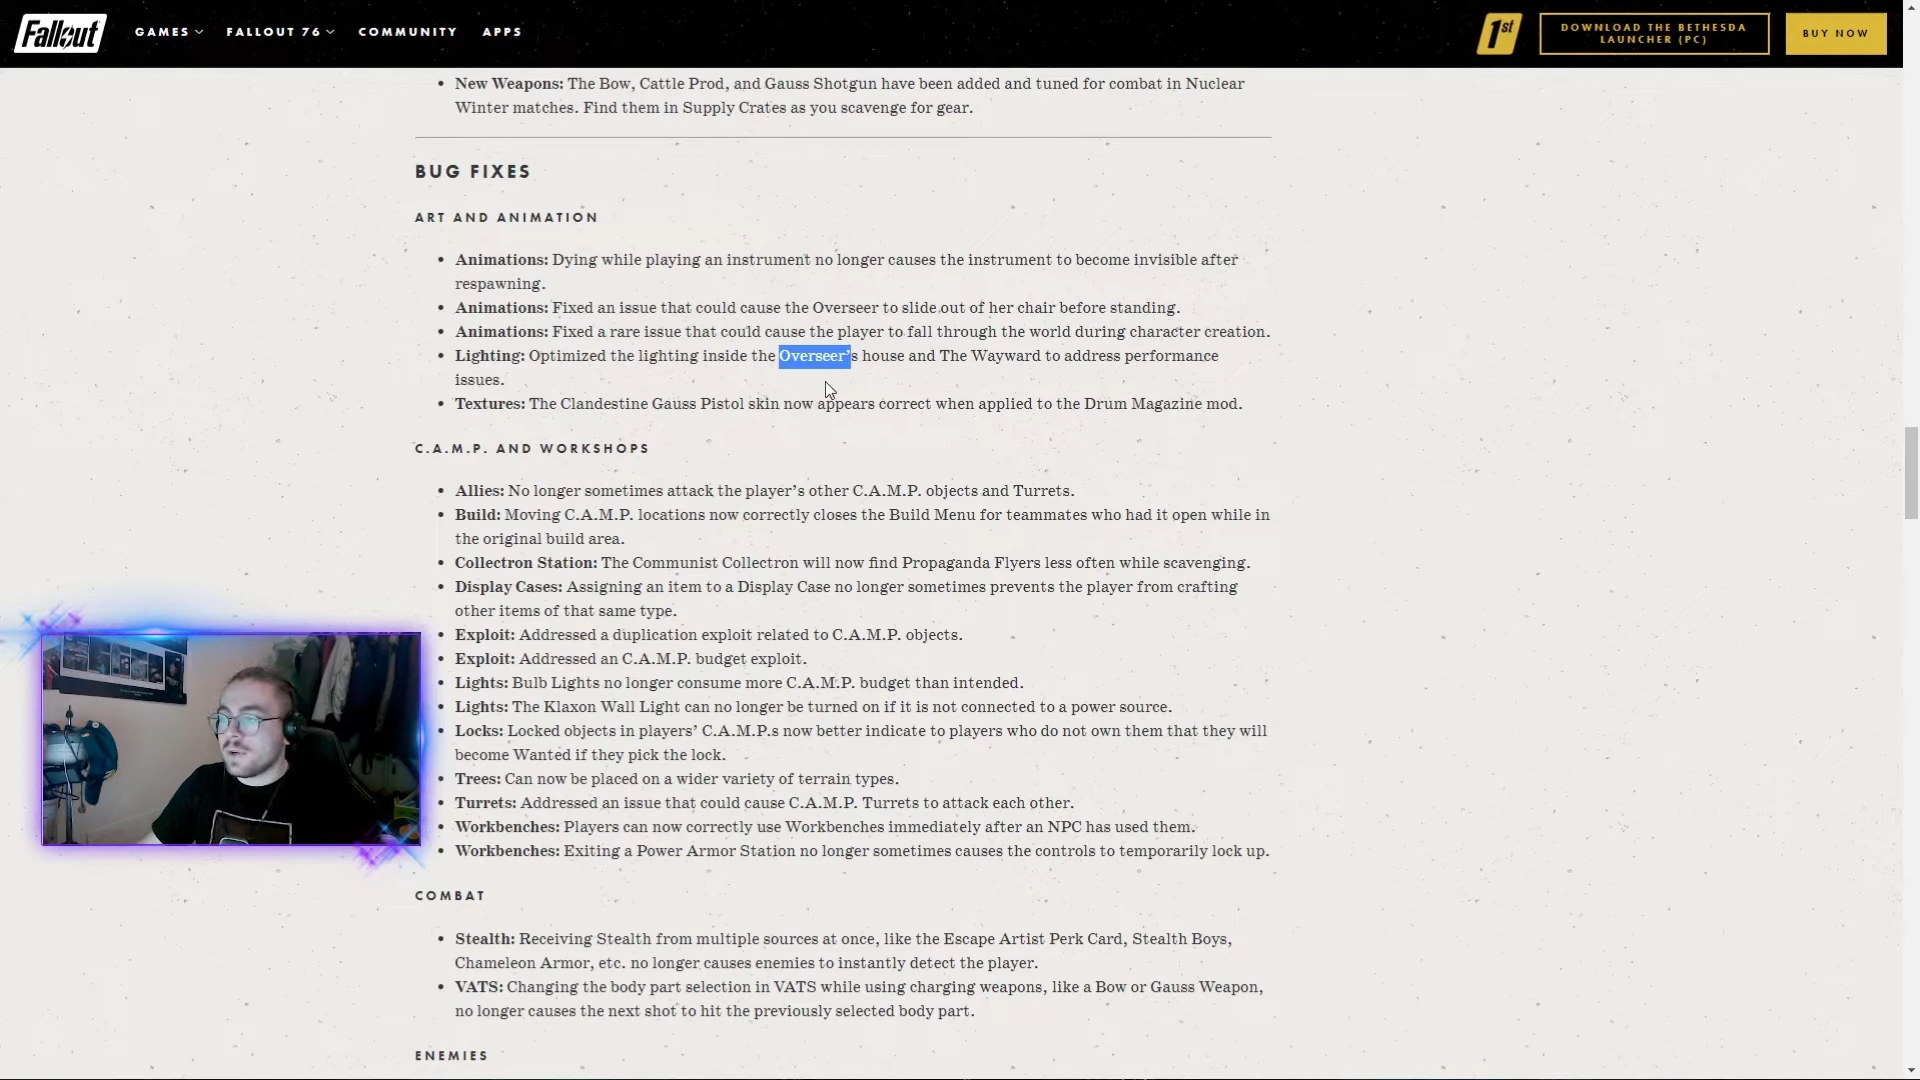 Fallout
GAMES
FALLOUT 76
COMMUNITY
APPS
1st
DOWNLOAD THE BETHESDA
LAUNCHER (PC)
BUY NOW
• New Weapons: The Bow, Cattle Prod, and Gauss Shotgun have been added and tuned for combat in Nuclear
Winter matches. Find them in Supply Crates as you scavenge for gear.
BUG FIXES
ART AND ANIMATION
• Animations: Dying while playing an instrument no longer causes the instrument to become invisible after
respawning.
• Animations: Fixed an issue that could cause the Overseer to slide out of her chair before standing.
• Animations: Fixed a rare issue that could cause the player to fall through the world during character creation.
• Lighting: Optimized the lighting inside the Overseer’s house and The Wayward to address performance
issues.
• Textures: The Clandestine Gauss Pistol skin now appears correct when applied to the Drum Magazine mod.
C.A.M.P. AND WORKSHOPS
• Allies: No longer sometimes attack the player’s other C.A.M.P. objects and Turrets.
• Build: Moving C.A.M.P. locations now correctly closes the Build Menu for teammates who had it open while in
the original build area.
• Collectron Station: The Communist Collectron will now find Propaganda Flyers less often while scavenging.
• Display Cases: Assigning an item to a Display Case no longer sometimes prevents the player from crafting
other items of that same type.
• Exploit: Addressed a duplication exploit related to C.A.M.P. objects.
• Exploit: Addressed an C.A.M.P. budget exploit.
• Lights: Bulb Lights no longer consume more C.A.M.P. budget than intended.
• Lights: The Klaxon Wall Light can no longer be turned on if it is not connected to a power source.
• Locks: Locked objects in players’ C.A.M.P.s now better indicate to players who do not own them that they will
become Wanted if they pick the lock.
• Trees: Can now be placed on a wider variety of terrain types.
• Turrets: Addressed an issue that could cause C.A.M.P. Turrets to attack each other.
• Workbenches: Players can now correctly use Workbenches immediately after an NPC has used them.
• Workbenches: Exiting a Power Armor Station no longer sometimes causes the controls to temporarily lock up.
COMBAT
• Stealth: Receiving Stealth from multiple sources at once, like the Escape Artist Perk Card, Stealth Boys,
Chameleon Armor, etc. no longer causes enemies to instantly detect the player.
• VATS: Changing the body part selection in VATS while using charging weapons, like a Bow or Gauss Weapon,
no longer causes the next shot to hit the previously selected body part.
ENEMIES